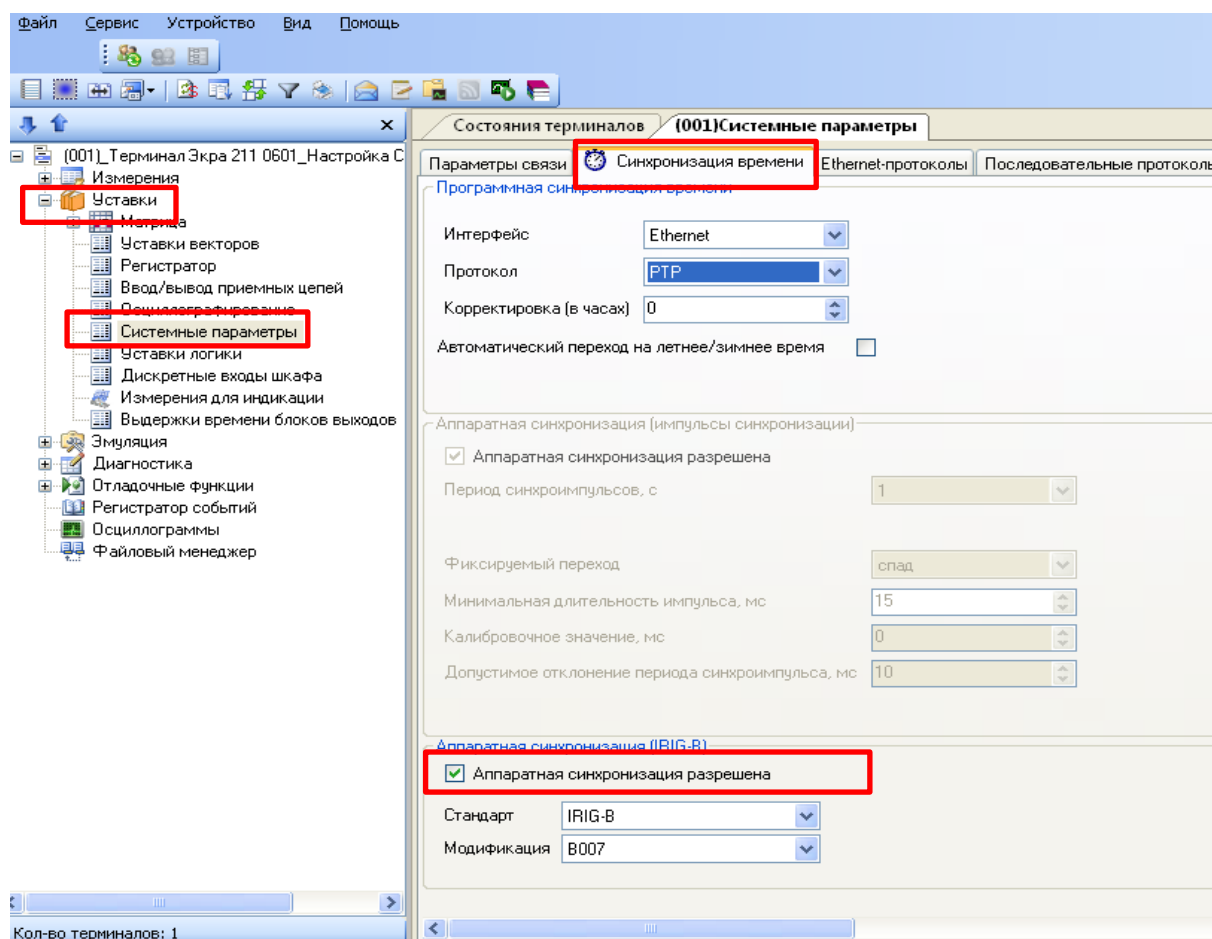 Файл Сервис Устройство Вид Помощь
(001)_Терминал Экра 211 0601_Настройка С
Измерения
Уставки
Матрица
Уставки векторов
Регистратор
Ввод/вывод приемных цепей
Осциллографирование
Системные параметры
Уставки логики
Дискретные входы шкафа
Измерения для индикации
Выдержки времени блоков выходов
Эмуляция
Диагностика
Отладочные функции
Регистратор событий
Осциллограммы
Файловый менеджер
Кол-во терминалов: 1
Состояния терминалов (001)Системные параметры
Параметры связи Синхронизация времени Ethernet-протоколы Последовательные протоколь
Программная синхронизация времени
Интерфейс Ethernet
Протокол PTP
Корректировка (в часах) 0
Автоматический переход на летнее/зимнее время
Аппаратная синхронизация (импульсы синхронизации)
Аппаратная синхронизация разрешена
Период синхроимпульсов, с 1
Фиксируемый переход спад
Минимальная длительность импульса, мс 15
Калибровочное значение, мс 0
Допустимое отклонение периода синхроимпульса, мс 10
Аппаратная синхронизация (IRIG-B)
Аппаратная синхронизация разрешена
Стандарт IRIG-B
Модификация B007